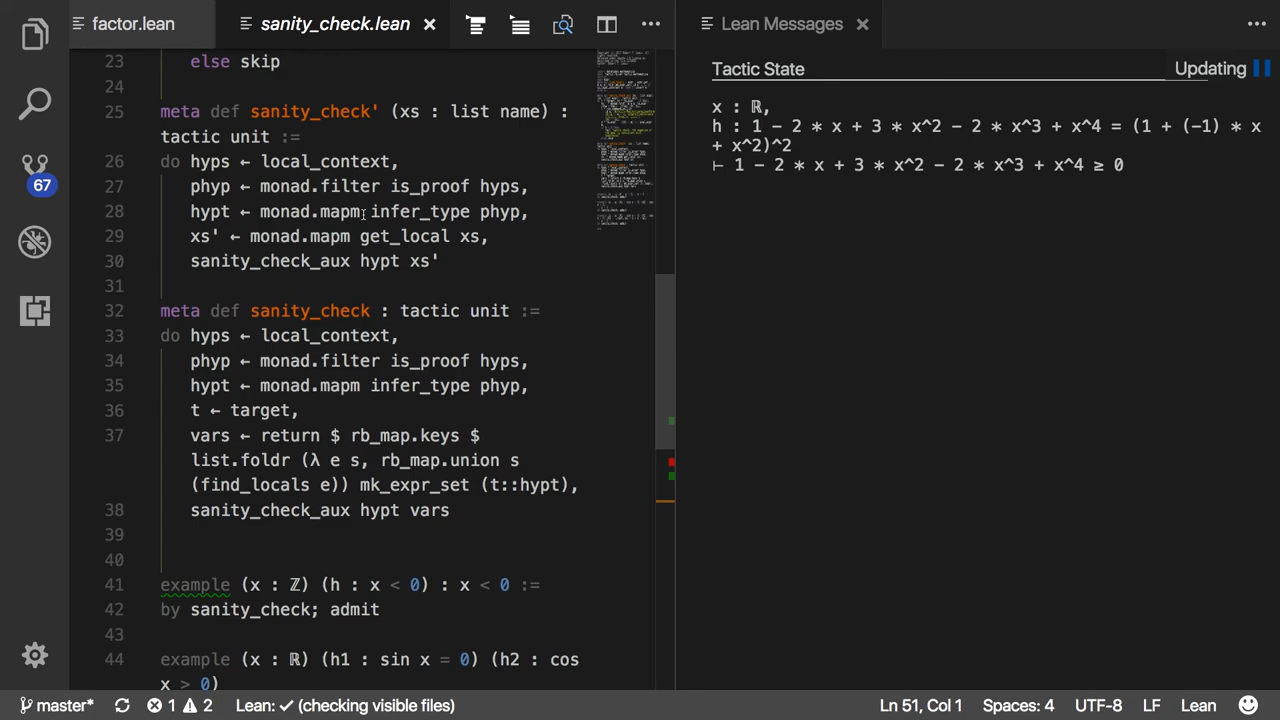 factor.lean
sanity_check.lean
Lean Messages
23 else skip
24
25 meta def sanity_check' (xs : list name) :
tactic unit :=
26 do hyps ← local_context,
27 phyp ← monad.filter is_proof hyps,
28 hypt ← monad.mapm infer_type phyp,
29 xs' ← monad.mapm get_local xs,
30 sanity_check_aux hypt xs'
31
32 meta def sanity_check : tactic unit :=
33 do hyps ← local_context,
34 phyp ← monad.filter is_proof hyps,
35 hypt ← monad.mapm infer_type phyp,
36 t ← target,
37 vars ← return $ rb_map.keys $
list.foldr (λ e s, rb_map.union s
(find_locals e)) mk_expr_set (t::hypt),
38 sanity_check_aux hypt vars
39
40
41 example (x : ℤ) (h : x < 0) : x < 0 :=
42 by sanity_check; admit
43
44 example (x : ℝ) (h1 : sin x = 0) (h2 : cos
x > 0)
67
Tactic State
Updating
x : ℝ,
h : 1 − 2 * x + 3 * x^2 − 2 * x^3 + x^4 = (1 + (-1) * x
+ x^2)^2
⊢ 1 − 2 * x + 3 * x^2 − 2 * x^3 + x^4 ≥ 0
master* 1 2 Lean: ✓ (checking visible files) Ln 51, Col 1 Spaces: 4 UTF-8 LF Lean